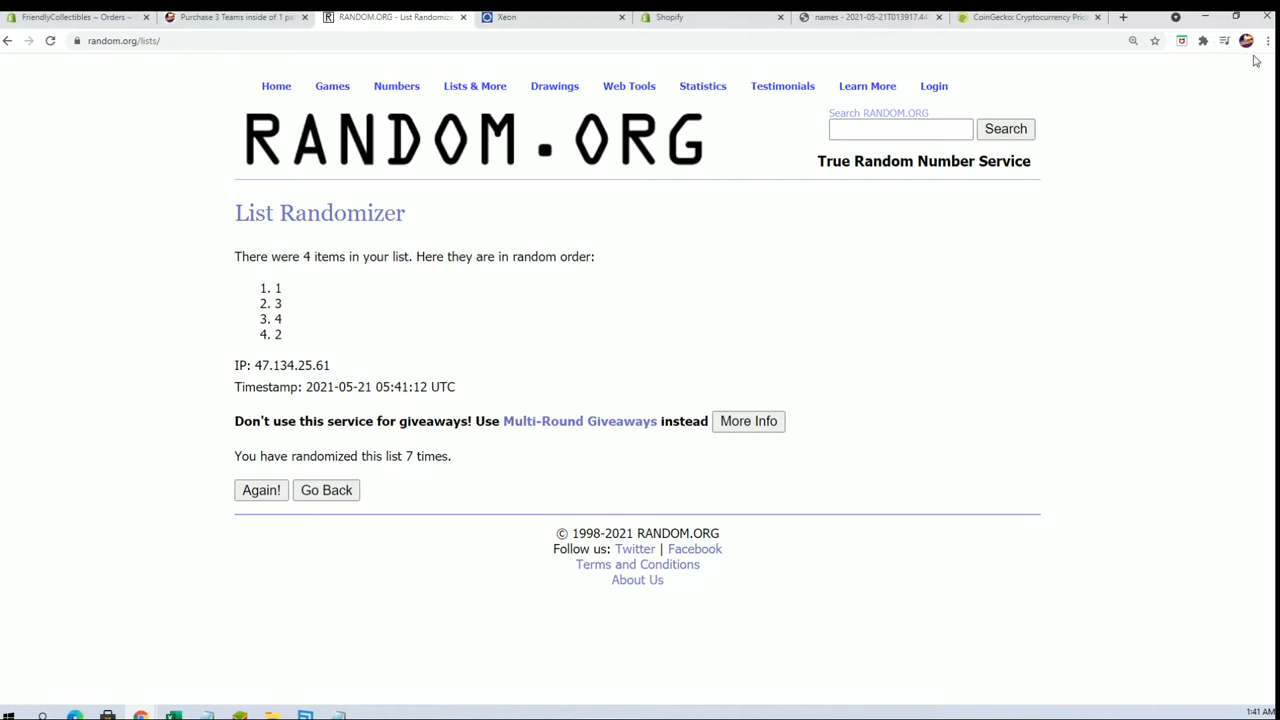 FriendlyCollectibles ~ Orders ~
Purchase 3 Teams inside of 1 pa
RANDOM.ORG - List Randomize
Xeon
Shopify
names - 2021-05-21T013917.44
CoinGecko: Cryptocurrency Pric
random.org/lists/
Home Games Numbers Lists & More Drawings Web Tools Statistics Testimonials Learn More Login
RANDOM.ORG
Search RANDOM.ORG
Search
True Random Number Service
List Randomizer
There were 4 items in your list. Here they are in random order:
1. 1
2. 3
3. 4
4. 2
IP: 47.134.25.61
Timestamp: 2021-05-21 05:41:12 UTC
Don't use this service for giveaways! Use Multi-Round Giveaways instead More Info
You have randomized this list 7 times.
Again! Go Back
© 1998-2021 RANDOM.ORG
Follow us: Twitter | Facebook
Terms and Conditions
About Us
1:41 AM